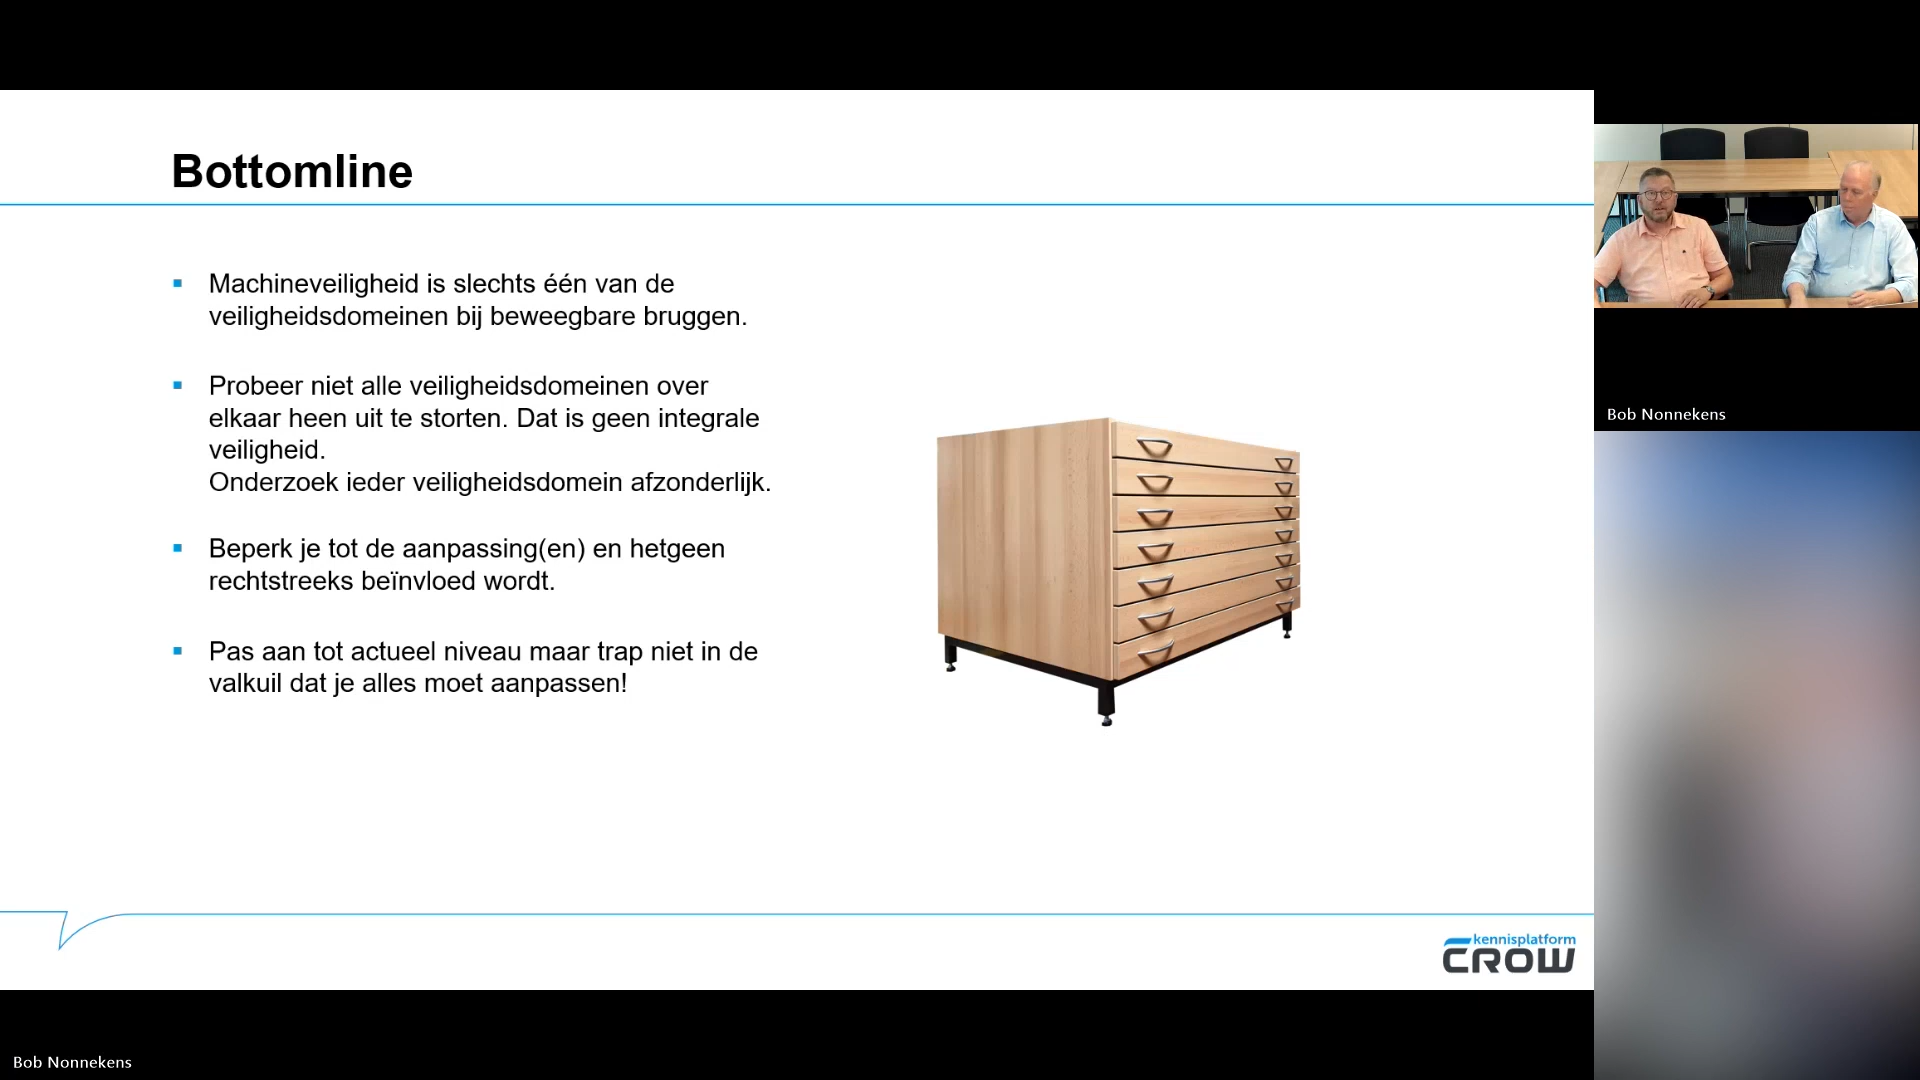 Bottomline
Machineveiligheid is slechts één van de
veiligheidsdomeinen bij beweegbare bruggen.
Probeer niet alle veiligheidsdomeinen over
elkaar heen uit te storten. Dat is geen integrale
veiligheid.
Onderzoek ieder veiligheidsdomein afzonderlijk.
Beperk je tot de aanpassing(en) en hetgeen
rechtstreeks beïnvloed wordt.
Pas aan tot actueel niveau maar trap niet in de
valkuil dat je alles moet aanpassen!
kennisplatform
CROW
Bob Nonnekens
Bob Nonnekens